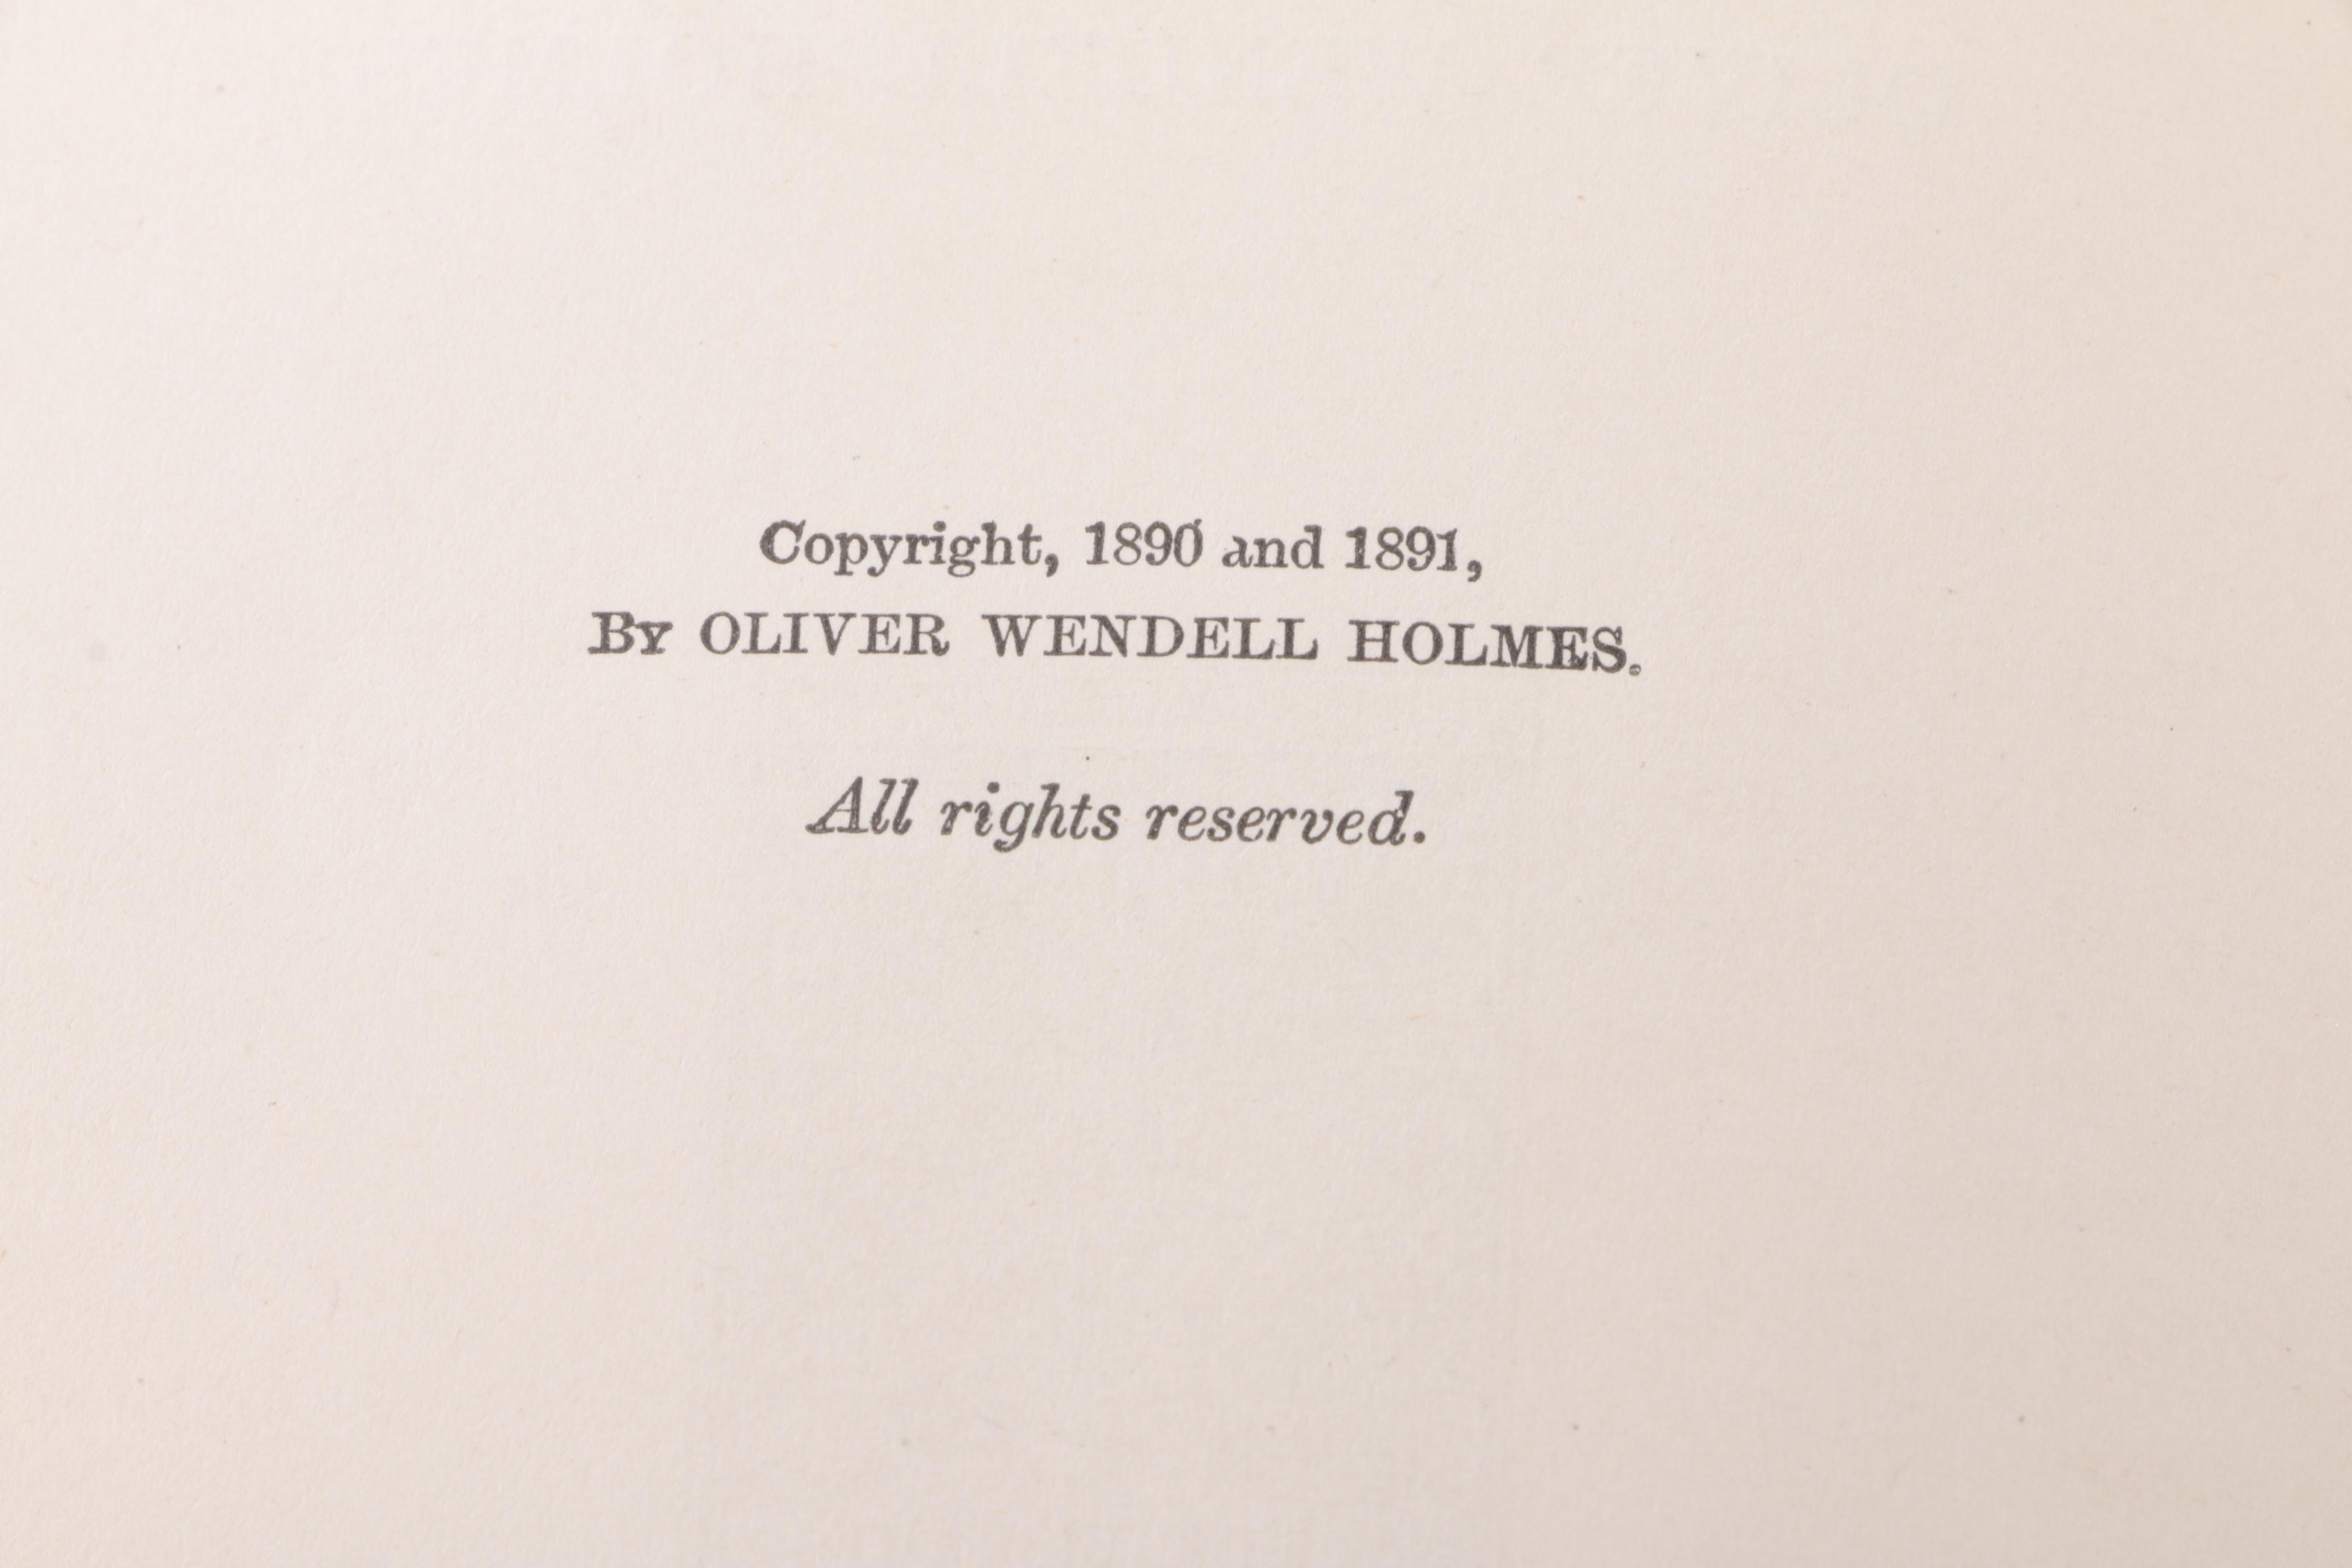 Copyright, 1890 and 1891,
By OLIVER WENDELL HOLMES.
All rights reserved.